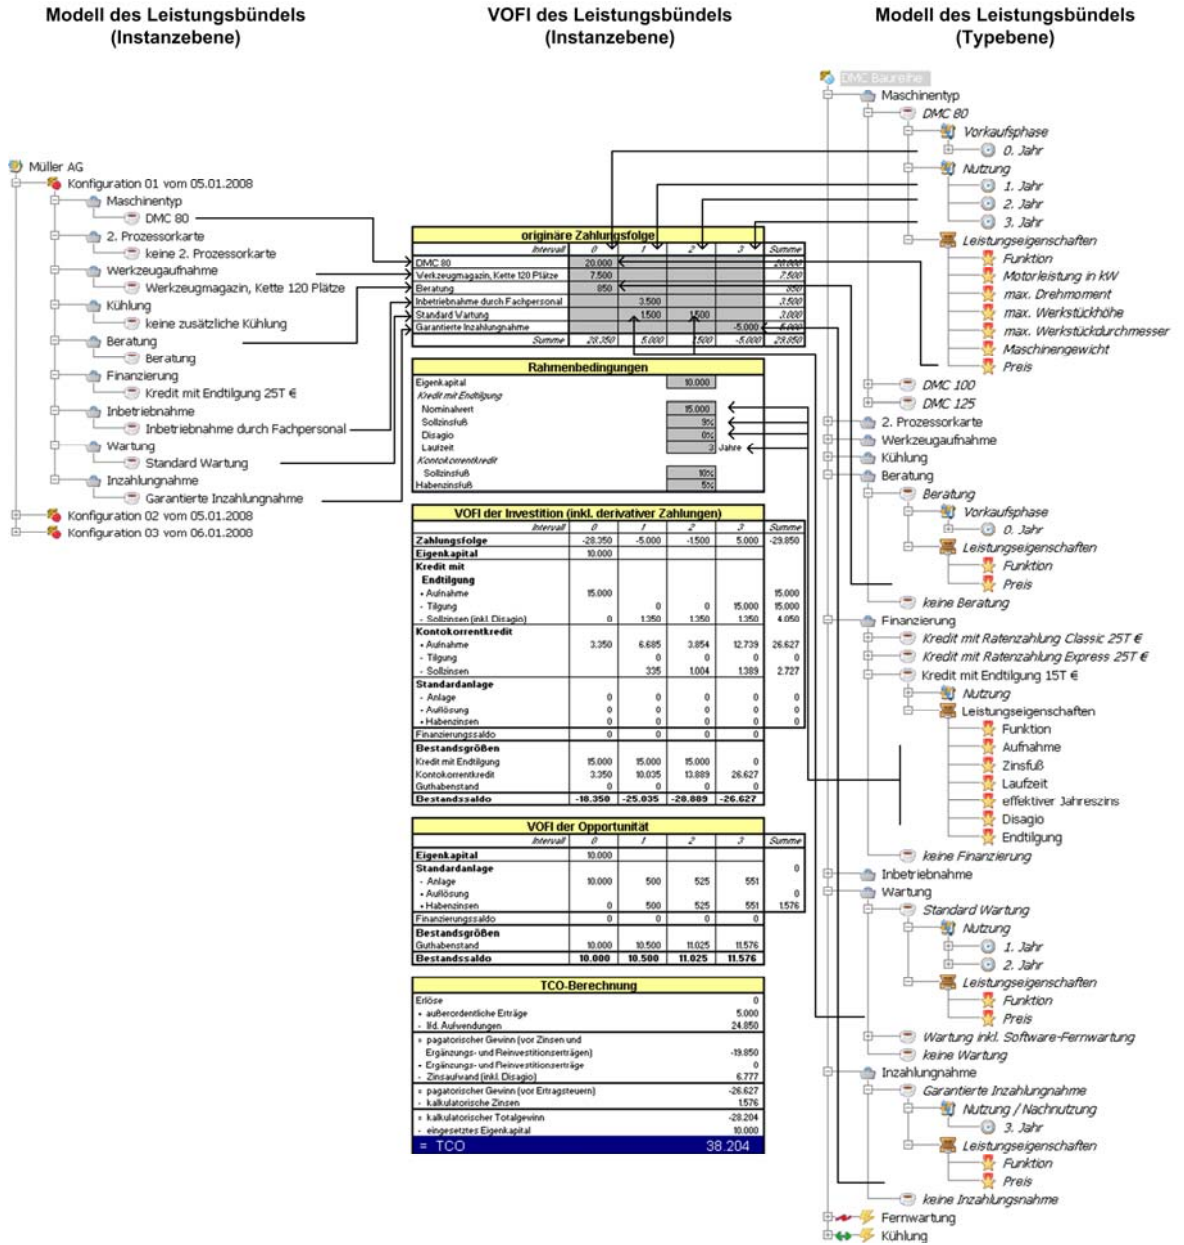 Modell des Leistungsbündels
(Instanzebene)
VOFI des Leistungsbündels
(Instanzebene)
Modell des Leistungsbündels
(Typebene)
Müller AG
Konfiguration 01 vom 05.01.2008
Maschinentyp
DMC 80
2. Prozessorkarte
keine 2. Prozessorkarte
Werkzeugaufnahme
Werkzeugmagazin, Kette 120 Plätze
Kühlung
keine zusätzliche Kühlung
Beratung
Beratung
Finanzierung
Kredit mit Endtilgung 25T €
Inbetriebnahme
Inbetriebnahme durch Fachpersonal
Wartung
Standard Wartung
Inzahlungnahme
Garantierte Inzahlungnahme
Konfiguration 02 vom 05.01.2008
Konfiguration 03 vom 06.01.2008
originäre Zahlungsfolge
Intervall 0 1 2 3 Summe
DMC 80 20.000 20.000
Werkzeugmagazin, Kette 120 Plätze 7.500 7.500
Beratung 850 850
Inbetriebnahme durch Fachpersonal 3.500 3.500
Standard Wartung 1.500 1.500 3.000
Garantierte Inzahlungnahme -5.000 -5.000
Summe 28.350 5.000 1.500 -5.000 29.850
Rahmenbedingungen
Eigenkapital 10.000
Kredit mit Endtilgung
Nominalwert 15.000
Sollzinsfuß 9%
Disagio 0%
Laufzeit 3 Jahre
Kontokorrentkredit
Sollzinsfuß 10%
Habenzinsfuß 5%
VOFI der Investition (inkl. derivativer Zahlungen)
Intervall 0 1 2 3 Summe
Zahlungsfolge -28.350 -5.000 -1.500 5.000 -29.850
Eigenkapital 10.000
Kredit mit
Endtilgung
+ Aufnahme 15.000 15.000
- Tilgung 0 0 15.000 15.000
- Sollzinsen (inkl. Disagio) 0 1.350 1.350 1.350 4.050
Kontokorrentkredit
+ Aufnahme 3.350 6.685 3.854 12.739 26.627
- Tilgung 0 0 0 0
- Sollzinsen 335 1.004 1.389 2.727
Standardanlage
- Anlage 0 0 0 0 0
+ Auflösung 0 0 0 0 0
+ Habenzinsen 0 0 0 0 0
Finanzierungssaldo 0 0 0 0
Bestandsgrößen
Kredit mit Endtilgung 15.000 15.000 15.000 0
Kontokorrentkredit 3.350 10.035 13.889 26.627
Guthabenstand 0 0 0 0
Bestandssaldo -18.350 -25.035 -28.889 -26.627
VOFI der Opportunität
Intervall 0 1 2 3 Summe
Eigenkapital 10.000
Standardanlage 0
- Anlage 10.000 500 525 551
+ Auflösung 0
+ Habenzinsen 0 500 525 551 1.576
Finanzierungssaldo 0 0 0 0
Bestandsgrößen
Guthabenstand 10.000 10.500 11.025 11.576
Bestandssaldo 10.000 10.500 11.025 11.576
TCO-Berechnung
Erlöse 0
+ außerordentliche Erträge 5.000
- lfd. Aufwendungen 24.850
= pagatorischer Gewinn (vor Zinsen und
Ergänzungs- und Reinvestitionserträgen) -19.850
+ Ergänzungs- und Reinvestitionserträge 0
- Zinsaufwand (inkl. Disagio) 6.777
= pagatorischer Gewinn (vor Ertragsteuern) -26.627
- kalkulatorische Zinsen 1.576
= kalkulatorischer Totalgewinn -28.204
- eingesetztes Eigenkapital 10.000
= TCO 38.204
DMC Baureihe
Maschinentyp
DMC 80
Vorkaufsphase
0. Jahr
Nutzung
1. Jahr
2. Jahr
3. Jahr
Leistungseigenschaften
Funktion
Motorleistung in kW
max. Drehmoment
max. Werkstückhöhe
max. Werkstückdurchmesser
Maschinengewicht
Preis
DMC 100
DMC 125
2. Prozessorkarte
Werkzeugaufnahme
Kühlung
Beratung
Beratung
Vorkaufsphase
0. Jahr
Leistungseigenschaften
Funktion
Preis
keine Beratung
Finanzierung
Kredit mit Ratenzahlung Classic 25T €
Kredit mit Ratenzahlung Express 25T €
Kredit mit Endtilgung 15T €
Nutzung
Leistungseigenschaften
Funktion
Aufnahme
Zinsfuß
Laufzeit
effektiver Jahreszins
Disagio
Endtilgung
keine Finanzierung
Inbetriebnahme
Wartung
Standard Wartung
Nutzung
1. Jahr
2. Jahr
Leistungseigenschaften
Funktion
Preis
Wartung inkl. Software-Fernwartung
keine Wartung
Inzahlungnahme
Garantierte Inzahlungnahme
Nutzung / Nachnutzung
3. Jahr
Leistungseigenschaften
Funktion
Preis
keine Inzahlungsnahme
Fernwartung
Kühlung